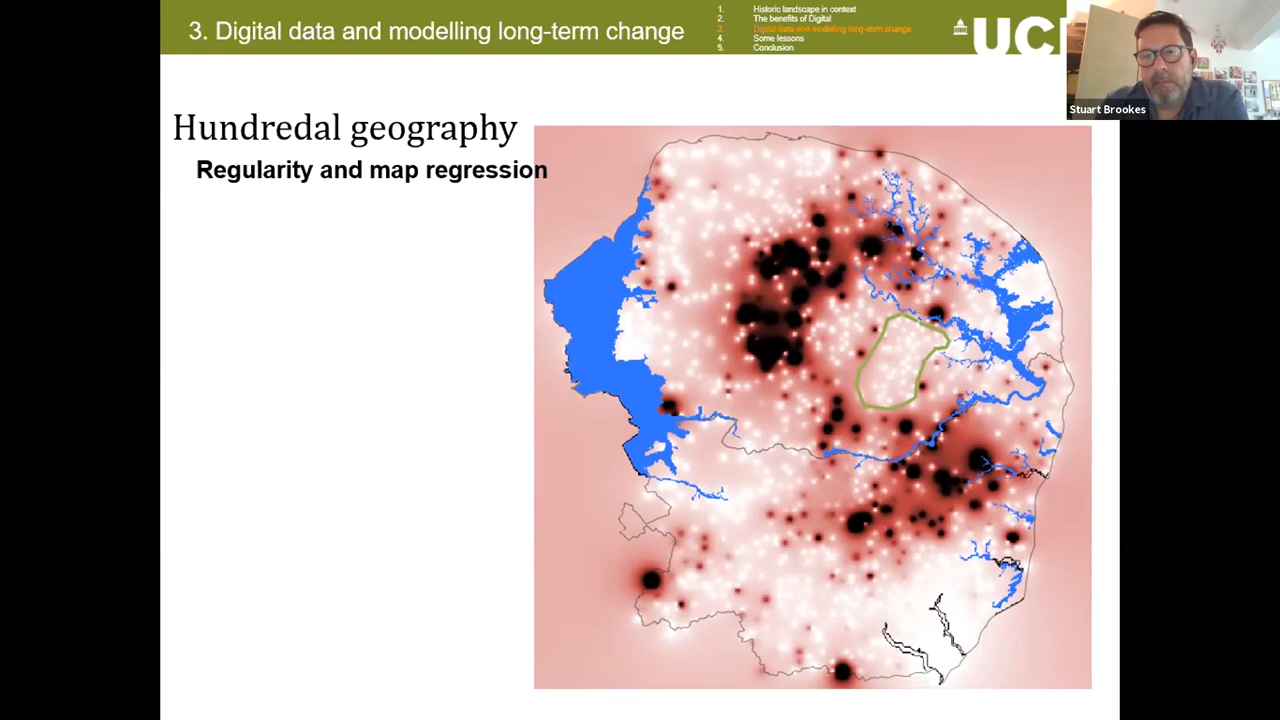 3. Digital data and modelling long-term change
1. Historic landscape in context
2. The benefits of Digital
3. Digital data and modelling long-term change
4. Some lessons
5. Conclusion
UCL
Stuart Brookes
Hundredal geography
Regularity and map regression